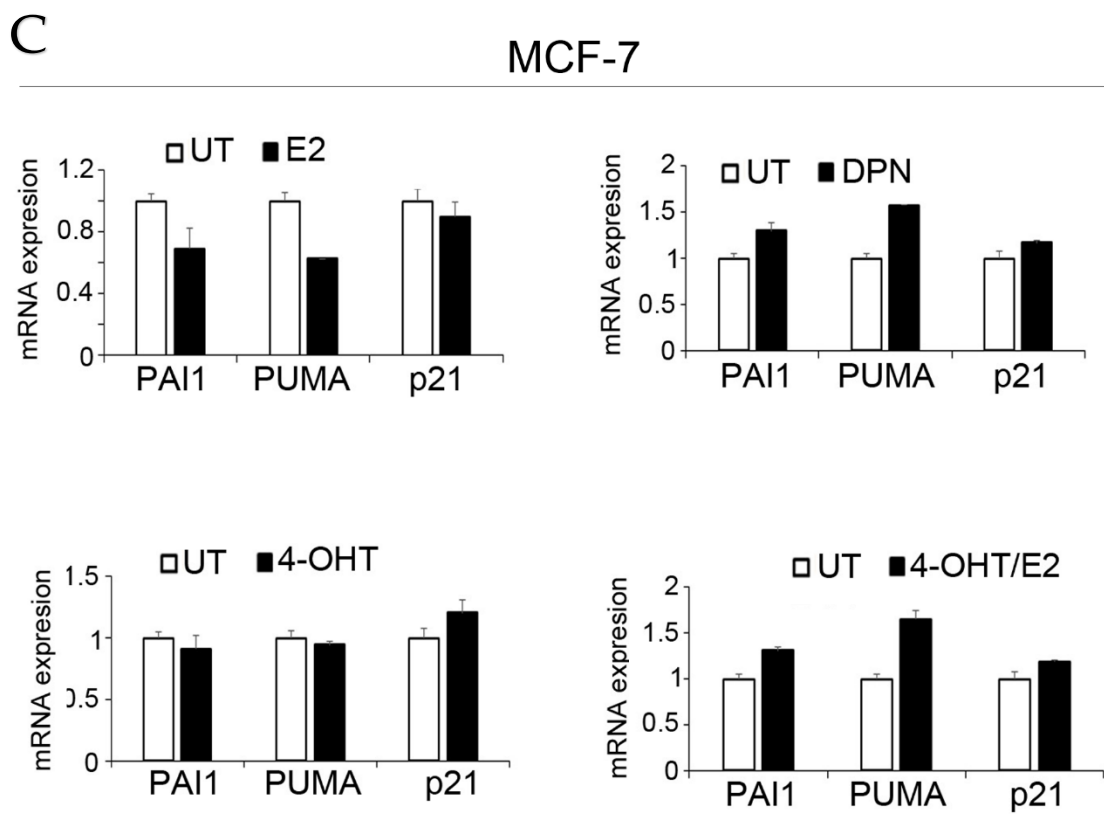 C
MCF-7
UT E2
mRNA expresion
1.2
0.8
0.4
0
PAI1 PUMA p21
UT DPN
mRNA expresion
2
1.5
1
0.5
0
PAI1 PUMA p21
UT 4-OHT
mRNA expresion
1.5
1
0.5
0
PAI1 PUMA p21
UT 4-OHT/E2
mRNA expresion
2
1.5
1
0.5
0
PAI1 PUMA p21